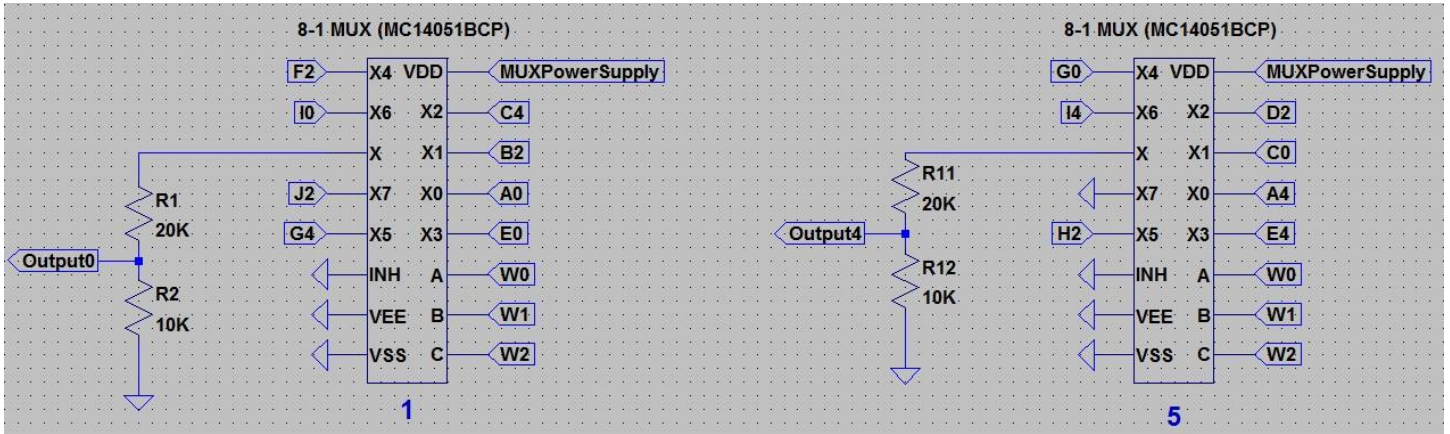 8-1 MUX (MC14051BCP)
F2 X4 VDD MUXPowerSupply
I0 X6 X2 C4
X X1 B2
J2 X7 X0 A0
R1
20K
G4 X5 X3 E0
Output0
INH A W0
R2
10K
VEE B W1
VSS C W2
1
8-1 MUX (MC14051BCP)
G0 X4 VDD MUXPowerSupply
I4 X6 X2 D2
X X1 C0
R11
X7 X0 A4
20K
Output4
H2 X5 X3 E4
R12
INH A W0
10K
VEE B W1
VSS C W2
5